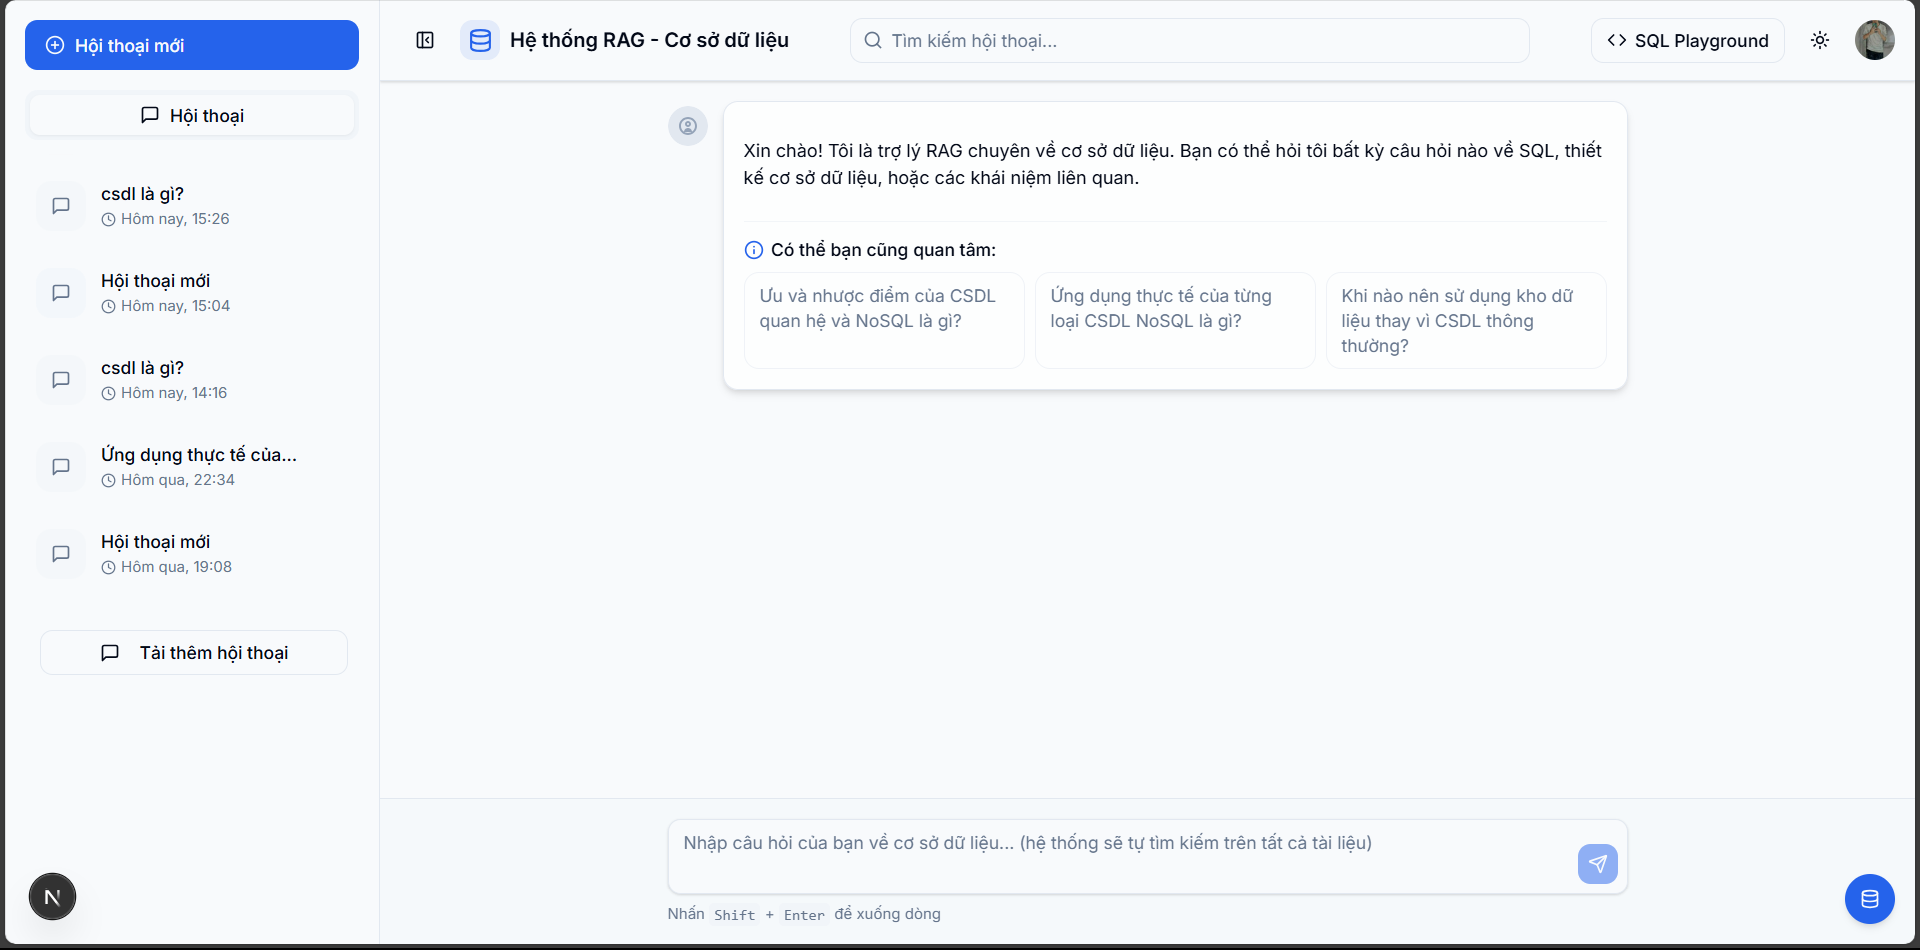 Hội thoại mới
Hội thoại
csdl là gì?
Hôm nay, 15:26
Hội thoại mới
Hôm nay, 15:04
csdl là gì?
Hôm nay, 14:16
Ứng dụng thực tế của...
Hôm qua, 22:34
Hội thoại mới
Hôm qua, 19:08
Tải thêm hội thoại
N
Hệ thống RAG - Cơ sở dữ liệu
Tìm kiếm hội thoại...
SQL Playground
Xin chào! Tôi là trợ lý RAG chuyên về cơ sở dữ liệu. Bạn có thể hỏi tôi bất kỳ câu hỏi nào về SQL, thiết
kế cơ sở dữ liệu, hoặc các khái niệm liên quan.
Có thể bạn cũng quan tâm:
Ưu và nhược điểm của CSDL
quan hệ và NoSQL là gì?
Ứng dụng thực tế của từng
loại CSDL NoSQL là gì?
Khi nào nên sử dụng kho dữ
liệu thay vì CSDL thông
thường?
Nhập câu hỏi của bạn về cơ sở dữ liệu... (hệ thống sẽ tự tìm kiếm trên tất cả tài liệu)
Nhấn Shift + Enter để xuống dòng